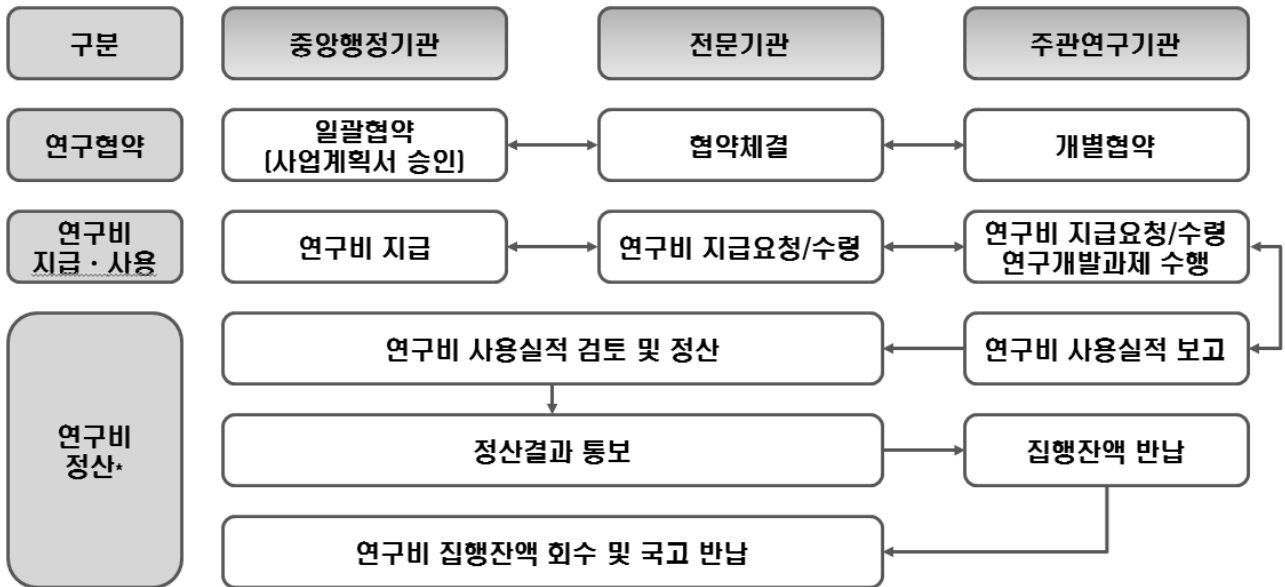 구분
중앙행정기관
전문기관
주관연구기관
연구협약
일괄협약
(사업계획서 승인)
협약체결
개별협약
연구비
지급 · 사용
연구비 지급
연구비 지급요청/수령
연구비 지급요청/수령
연구개발과제 수행
연구비
정산*
연구비 사용실적 검토 및 정산
연구비 사용실적 보고
정산결과 통보
집행잔액 반납
연구비 집행잔액 회수 및 국고 반납